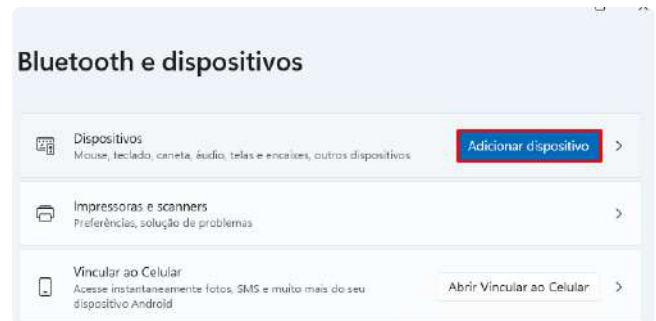 Bluetooth e dispositivos
Dispositivos
Mouse, teclado, caneta, áudio, telas e encaixes, outros dispositivos
Adicionar dispositivo
Impressoras e scanners
Preferências, solução de problemas
Vincular ao Celular
Acesse instantaneamente fotos, SMS e muito mais do seu
dispositivo Android
Abrir Vincular ao Celular